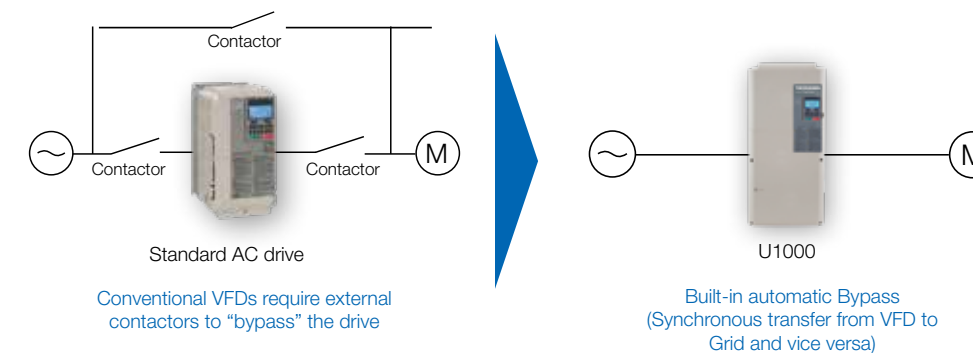 Contactor
Contactor
Contactor
M
M
Standard AC drive
U1000
Conventional VFDs require external
contactors to “bypass” the drive
Built-in automatic Bypass
(Synchronous transfer from VFD to
Grid and vice versa)